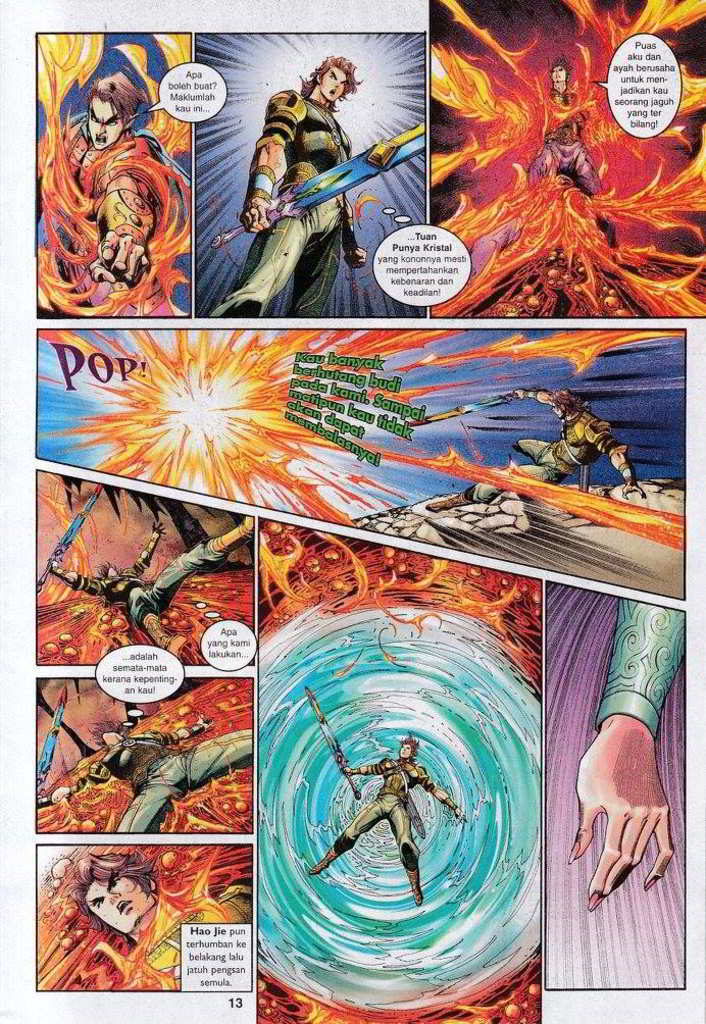 Apa
boleh buat?
Maklumlah
kau ini...
...Tuan
Punya Kristal
yang kononnya mesti
mempertahankan
kebenaran dan
keadilan!
Puas
aku dan
ayah berusaha
untuk men-
jadikan kau
seorang jaguh
yang ter
bilang!
POP!
Kau banyak
berhutang budi
pada kami. Sampai
matipun kau tidak
akan dapat
membalasnya!
Apa
yang kami
lakukan...
...adalah
semata-mata
kerana kepenting-
an kau!
Hao Jie pun
terhumban ke
belakang lalu
jatuh pengsan
semula.
13